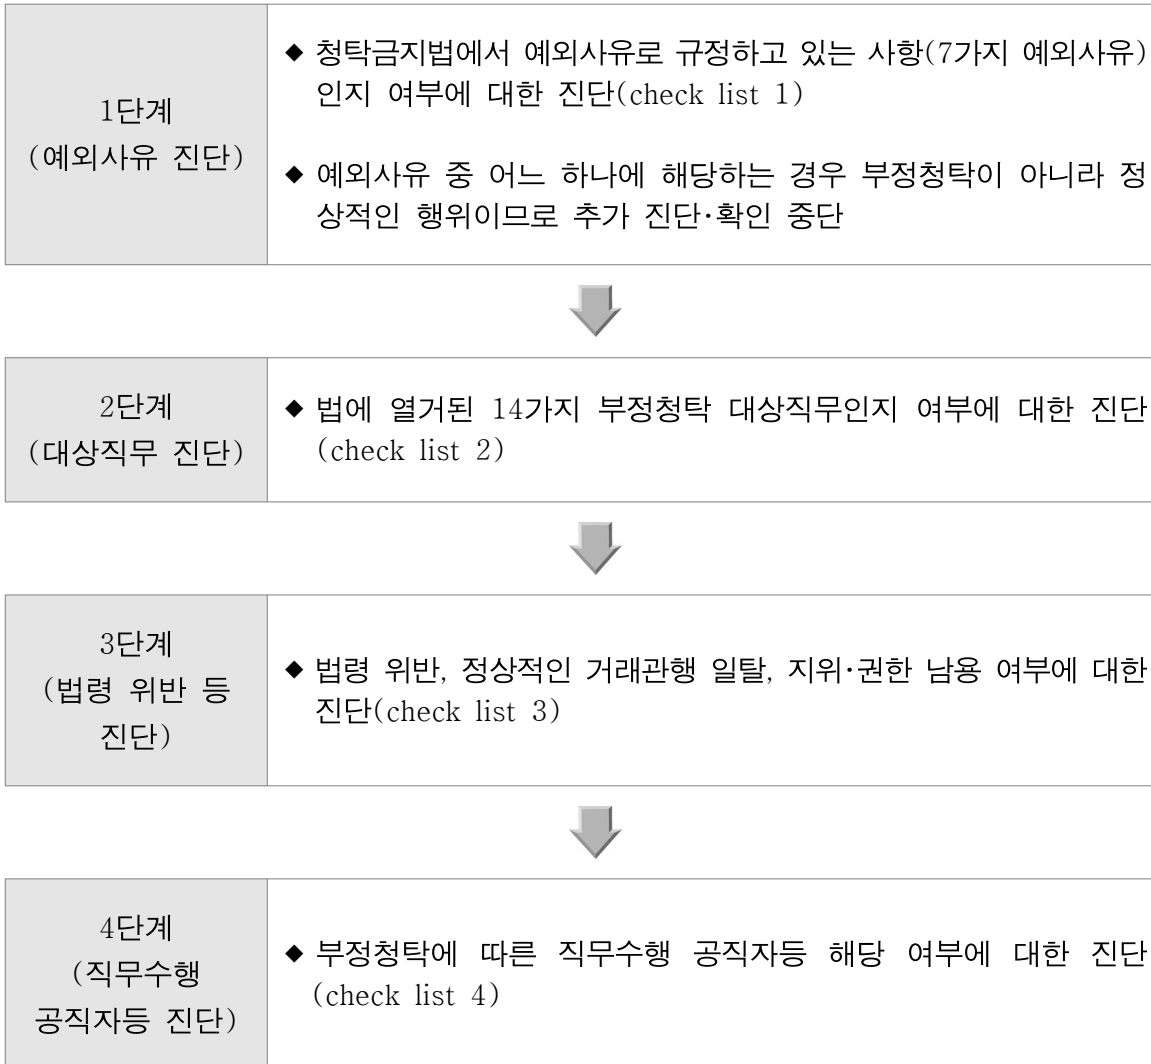 1단계
(예외사유 진단)
◆ 청탁금지법에서 예외사유로 규정하고 있는 사항(7가지 예외사유)
인지 여부에 대한 진단(check list 1)
◆ 예외사유 중 어느 하나에 해당하는 경우 부정청탁이 아니라 정
상적인 행위이므로 추가 진단·확인 중단
2단계
(대상직무 진단)
◆ 법에 열거된 14가지 부정청탁 대상직무인지 여부에 대한 진단
(check list 2)
3단계
(법령 위반 등
진단)
◆ 법령 위반, 정상적인 거래관행 일탈, 지위·권한 남용 여부에 대한
진단(check list 3)
4단계
(직무수행
공직자등 진단)
◆ 부정청탁에 따른 직무수행 공직자등 해당 여부에 대한 진단
(check list 4)